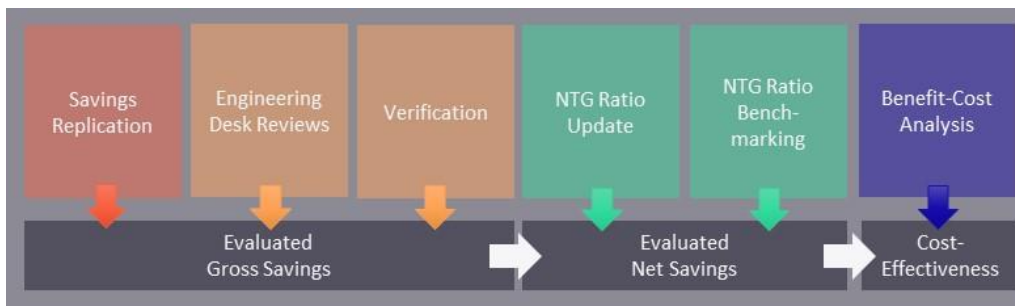 Savings
Replication
Engineering
Desk Reviews
Verification
NTG Ratio
Update
NTG Ratio
Bench-
marking
Benefit-Cost
Analysis
Evaluated
Gross Savings
Evaluated
Net Savings
Cost-
Effectiveness